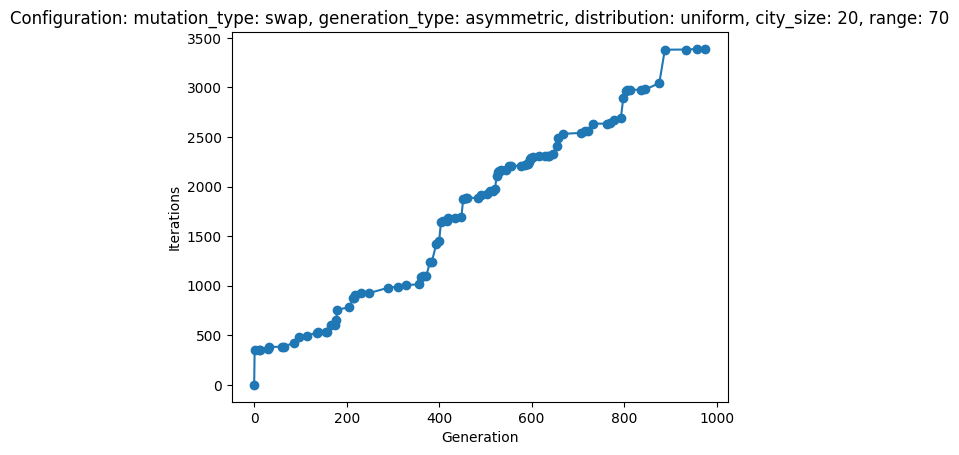 Configuration: mutation_type: swap, generation_type: asymmetric, distribution: uniform, city_size: 20, range: 70
3500
3000
2500
2000
1500
1000
500
0
Iterations
0 200 400 600 800 1000
Generation